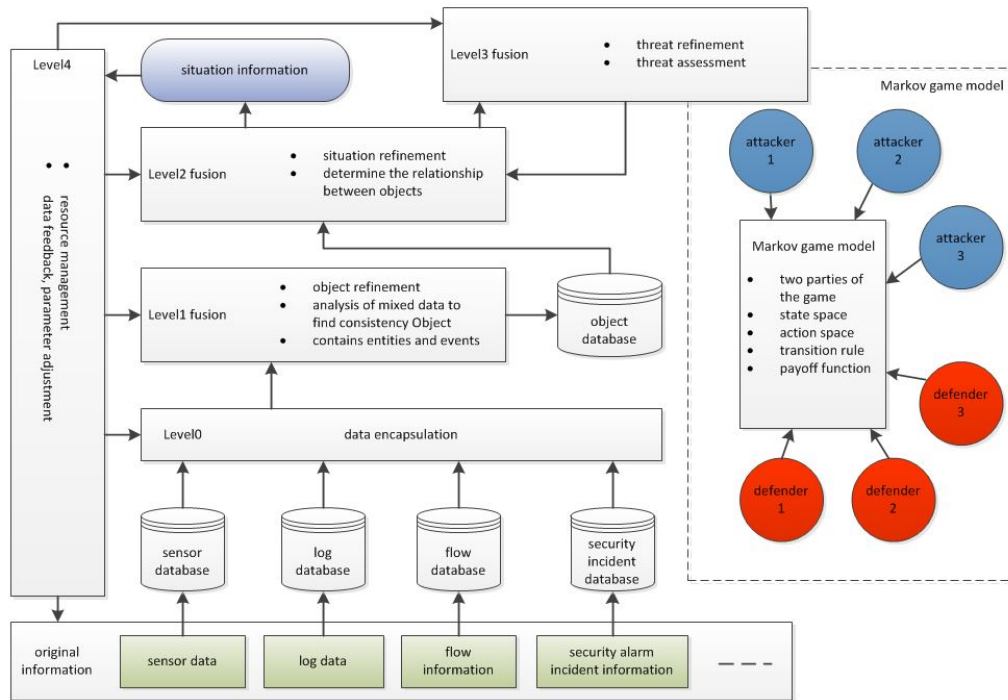 Level4
resource management
data feedback, parameter adjustment
situation information
Level3 fusion
• threat refinement
• threat assessment
Level2 fusion
• situation refinement
• determine the relationship
between objects
Level1 fusion
• object refinement
• analysis of mixed data to
find consistency Object
• contains entities and events
object
database
Level0
data encapsulation
sensor
database
log
database
flow
database
security
incident
database
original
information
sensor data
log data
flow
information
security alarm
incident information
Markov game model
attacker
1
attacker
2
attacker
3
Markov game model
• two parties of
the game
• state space
• action space
• transition rule
• payoff function
defender
3
defender
1
defender
2